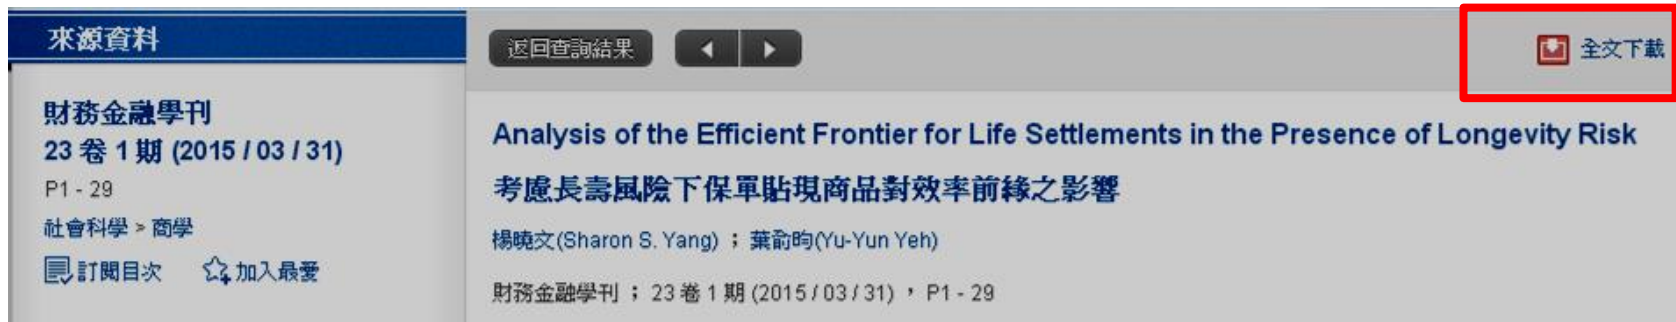 來源資料
財務金融學刊
23 卷 1 期 (2015 / 03 / 31)
P1 - 29
社會科學 > 商學
訂閱目次 加入最愛
返回查詢結果
全文下載
Analysis of the Efficient Frontier for Life Settlements in the Presence of Longevity Risk
考慮長壽風險下保單貼現商品對效率前緣之影響
楊曉文(Sharon S. Yang) ； 葉俞昀(Yu-Yun Yeh)
財務金融學刊 ； 23 卷 1 期 (2015 / 03 / 31) ， P1 - 29